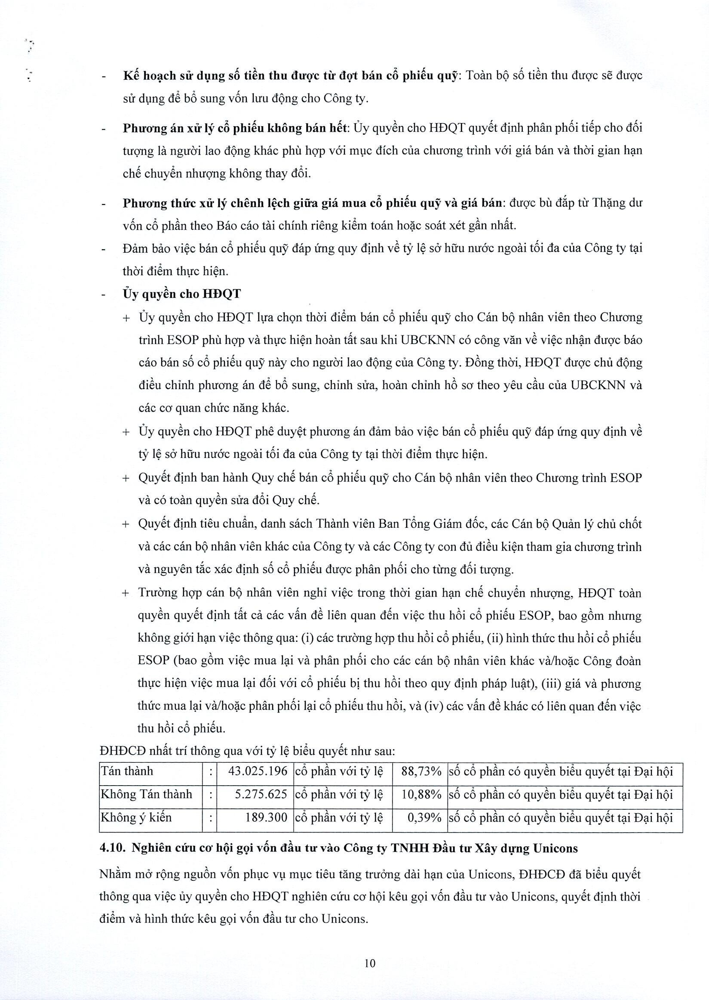 - Kế hoạch sử dụng số tiền thu được từ đợt bán cổ phiếu quỹ: Toàn bộ số tiền thu được sẽ được
sử dụng để bổ sung vốn lưu động cho Công ty.
- Phương án xử lý cổ phiếu không bán hết: Ủy quyền cho HĐQT quyết định phân phối tiếp cho đối
tượng là người lao động khác phù hợp với mục đích của chương trình với giá bán và thời gian hạn
chế chuyển nhượng không thay đổi.
- Phương thức xử lý chênh lệch giữa giá mua cổ phiếu quỹ và giá bán: được bù đắp từ Thặng dư
vốn cổ phần theo Báo cáo tài chính riêng kiểm toán hoặc soát xét gần nhất.
- Đảm bảo việc bán cổ phiếu quỹ đáp ứng quy định về tỷ lệ sở hữu nước ngoài tối đa của Công ty tại
thời điểm thực hiện.
- Ủy quyền cho HĐQT
+ Ủy quyền cho HĐQT lựa chọn thời điểm bán cổ phiếu quỹ cho Cán bộ nhân viên theo Chương
trình ESOP phù hợp và thực hiện hoàn tất sau khi UBCKNN có công văn về việc nhận được báo
cáo bán số cổ phiếu quỹ này cho người lao động của Công ty. Đồng thời, HĐQT được chủ động
điều chỉnh phương án để bổ sung, chỉnh sửa, hoàn chỉnh hồ sơ theo yêu cầu của UBCKNN và
các cơ quan chức năng khác.
+ Ủy quyền cho HĐQT phê duyệt phương án đảm bảo việc bán cổ phiếu quỹ đáp ứng quy định về
tỷ lệ sở hữu nước ngoài tối đa của Công ty tại thời điểm thực hiện.
+ Quyết định ban hành Quy chế bán cổ phiếu quỹ cho Cán bộ nhân viên theo Chương trình ESOP
và có toàn quyền sửa đổi Quy chế.
+ Quyết định tiêu chuẩn, danh sách Thành viên Ban Tổng Giám đốc, các Cán bộ Quản lý chủ chốt
và các cán bộ nhân viên khác của Công ty và các Công ty con đủ điều kiện tham gia chương trình
và nguyên tắc xác định số cổ phiếu được phân phối cho từng đối tượng.
+ Trường hợp cán bộ nhân viên nghỉ việc trong thời gian hạn chế chuyển nhượng, HĐQT toàn
quyền quyết định tất cả các vấn đề liên quan đến việc thu hồi cổ phiếu ESOP, bao gồm nhưng
không giới hạn việc thông qua: (i) các trường hợp thu hồi cổ phiếu, (ii) hình thức thu hồi cổ phiếu
ESOP (bao gồm việc mua lại và phân phối cho các cán bộ nhân viên khác và/hoặc Công đoàn
thực hiện việc mua lại đối với cổ phiếu bị thu hồi theo quy định pháp luật), (iii) giá và phương
thức mua lại và/hoặc phân phối lại cổ phiếu thu hồi, và (iv) các vấn đề khác có liên quan đến việc
thu hồi cổ phiếu.
ĐHĐCĐ nhất trí thông qua với tỷ lệ biểu quyết như sau:
Tán thành : 43.025.196 cổ phần với tỷ lệ 88,73% số cổ phần có quyền biểu quyết tại Đại hội
Không Tán thành : 5.275.625 cổ phần với tỷ lệ 10,88% số cổ phần có quyền biểu quyết tại Đại hội
Không ý kiến : 189.300 cổ phần với tỷ lệ 0,39% số cổ phần có quyền biểu quyết tại Đại hội
4.10. Nghiên cứu cơ hội gọi vốn đầu tư vào Công ty TNHH Đầu tư Xây dựng Unicons
Nhằm mở rộng nguồn vốn phục vụ mục tiêu tăng trưởng dài hạn của Unicons, ĐHĐCĐ đã biểu quyết
thông qua việc ủy quyền cho HĐQT nghiên cứu cơ hội kêu gọi vốn đầu tư vào Unicons, quyết định thời
điểm và hình thức kêu gọi vốn đầu tư cho Unicons.
10